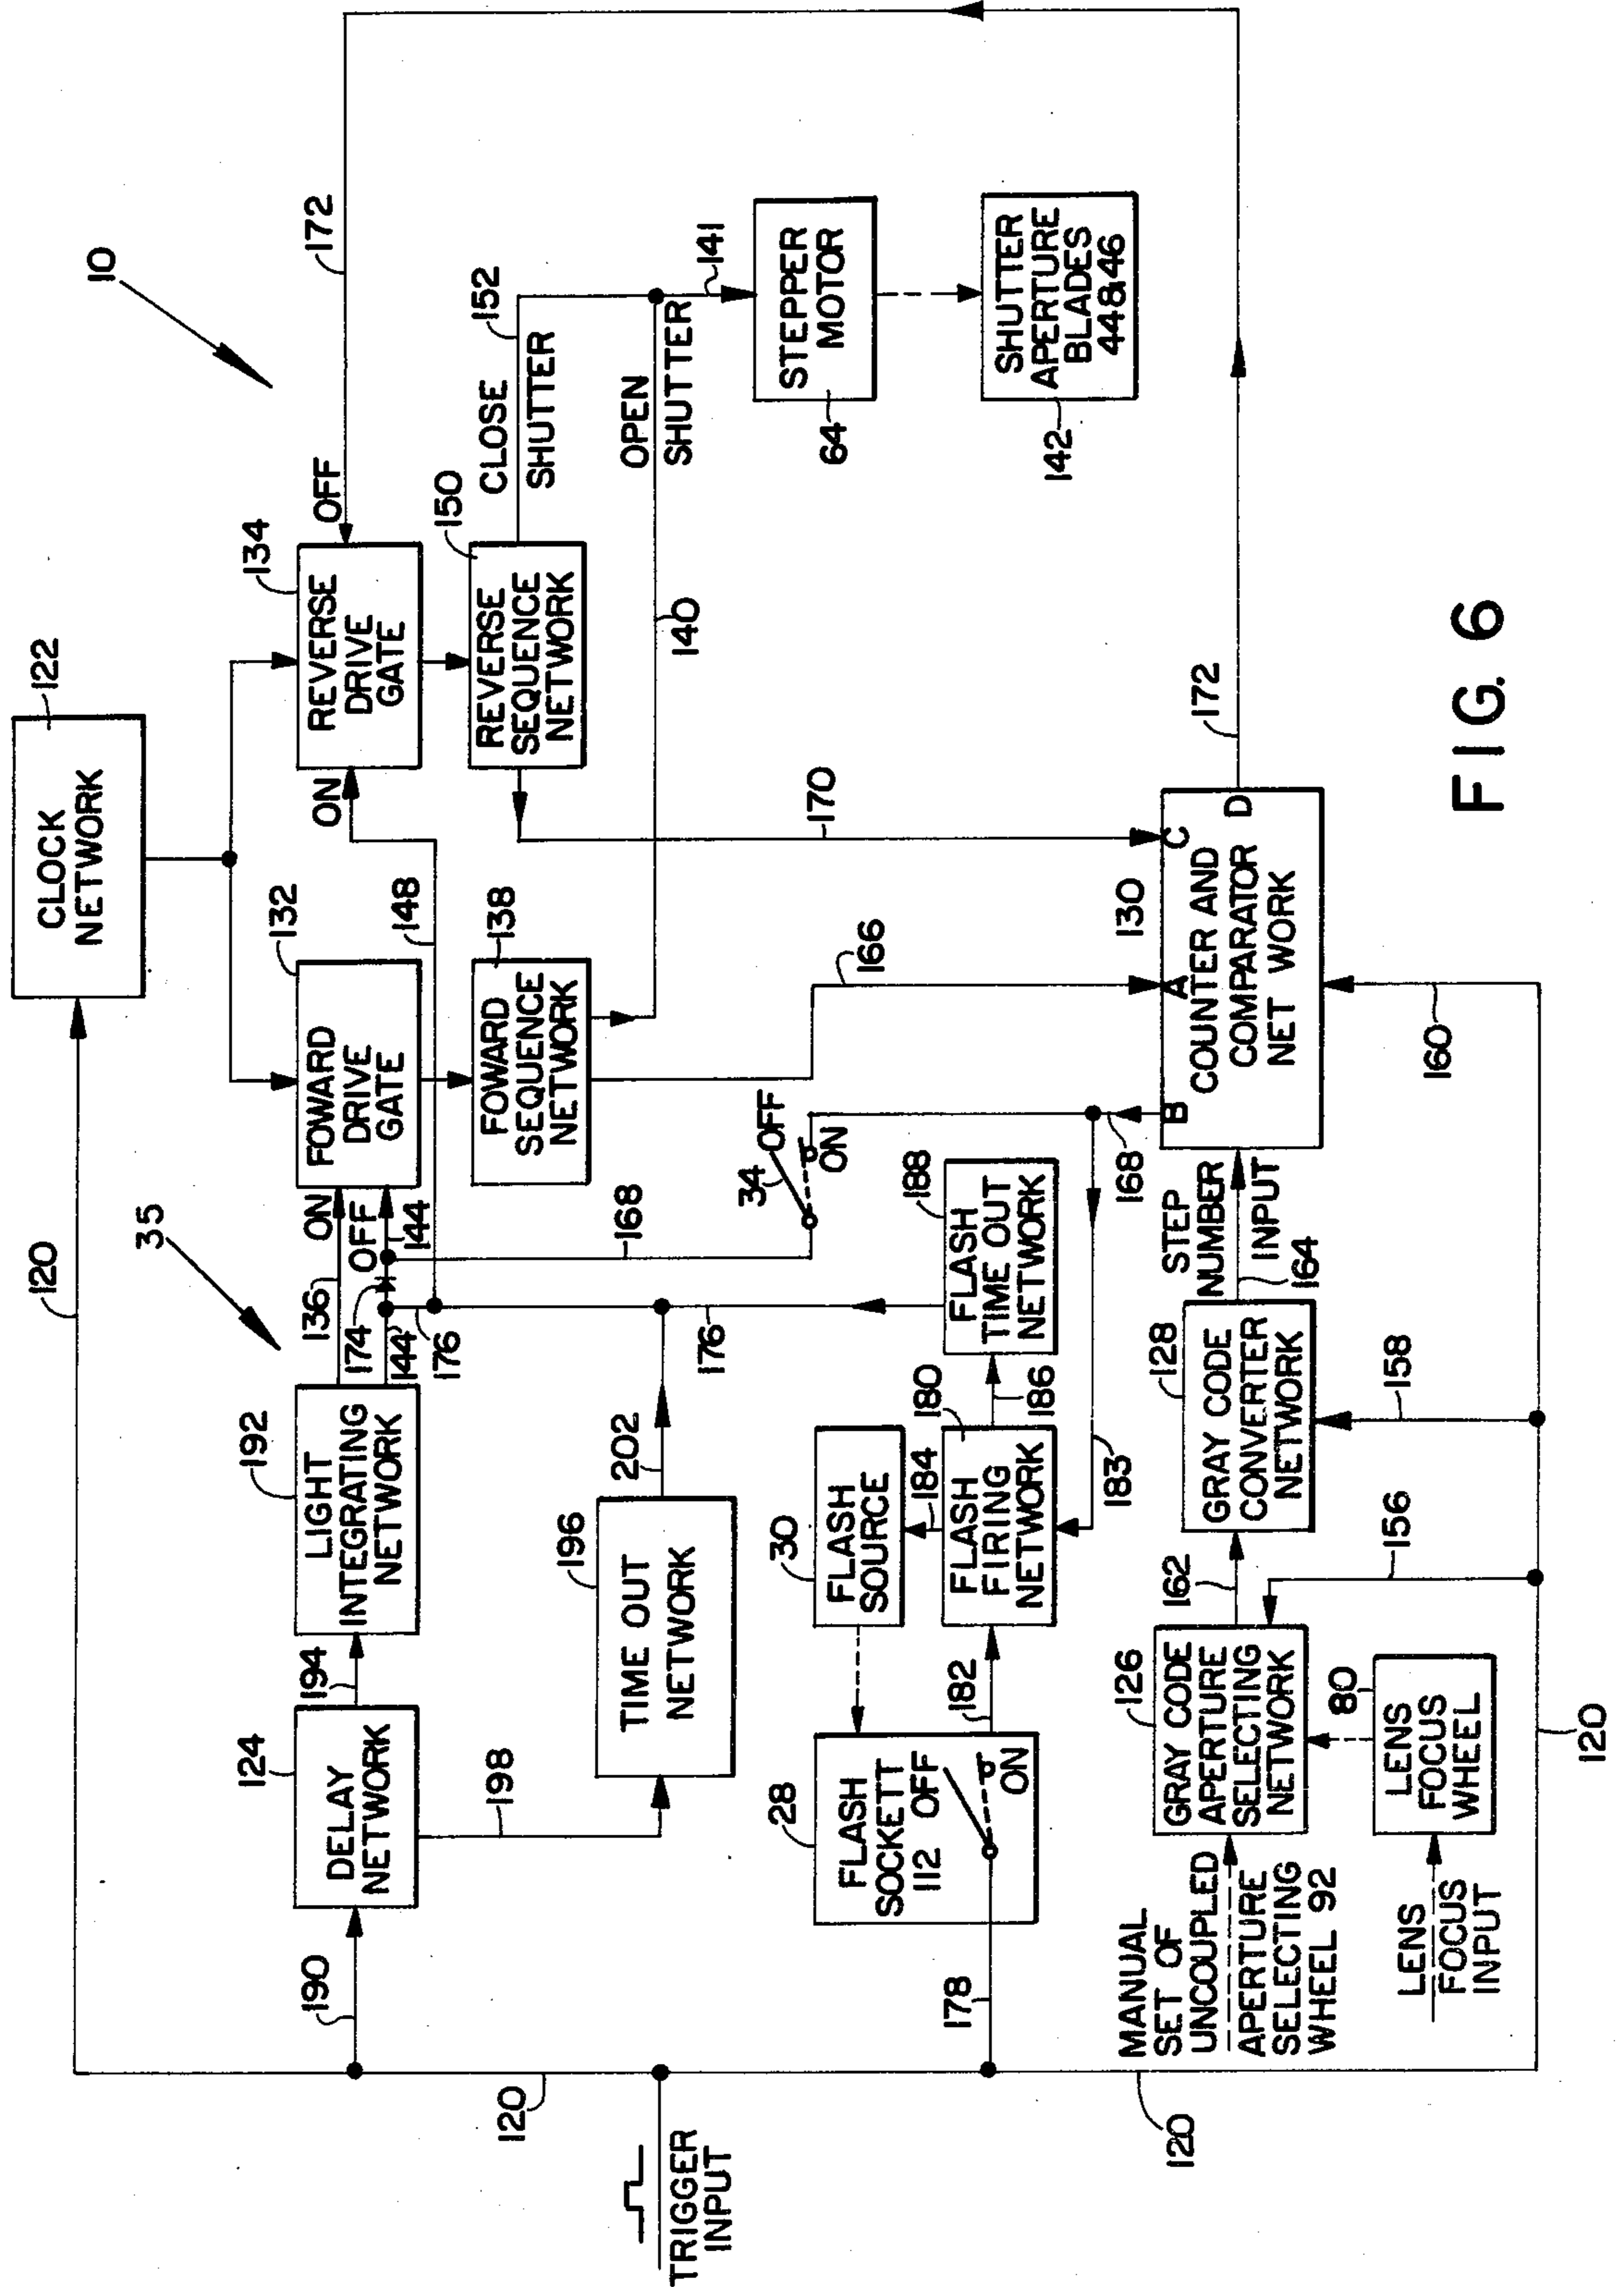 10
35
120
CLOCK
NETWORK
122
190
DELAY
NETWORK
124
194
LIGHT
INTEGRATING
NETWORK
192
136
ON
174
144
OFF
144
176
FOWARD
DRIVE
GATE
132
148
ON
REVERSE
DRIVE
GATE
134
OFF
172
FOWARD
SEQUENCE
NETWORK
138
REVERSE
SEQUENCE
NETWORK
150
CLOSE
SHUTTER
152
OPEN
SHUTTER
140
141
STEPPER
MOTOR
64
SHUTTER
APERTURE
BLADES
44&46
142
TRIGGER
INPUT
120
198
TIME OUT
NETWORK
196
202
176
168
34
OFF
ON
166
170
178
FLASH
SOCKETT
112 OFF
ON
28
182
FLASH
SOURCE
30
184
FLASH
FIRING
NETWORK
180
186
183
FLASH
TIME OUT
NETWORK
188
168
120
MANUAL
SET OF
UNCOUPLED
APERTURE
SELECTING
WHEEL 92
GRAY CODE
APERTURE
SELECTING
NETWORK
126
162
156
GRAY CODE
CONVERTER
NETWORK
128
158
STEP
NUMBER
INPUT
164
B
A
C
D
COUNTER AND
COMPARATOR
NET WORK
130
160
172
LENS
FOCUS
INPUT
LENS
FOCUS
WHEEL
80
120
FIG. 6